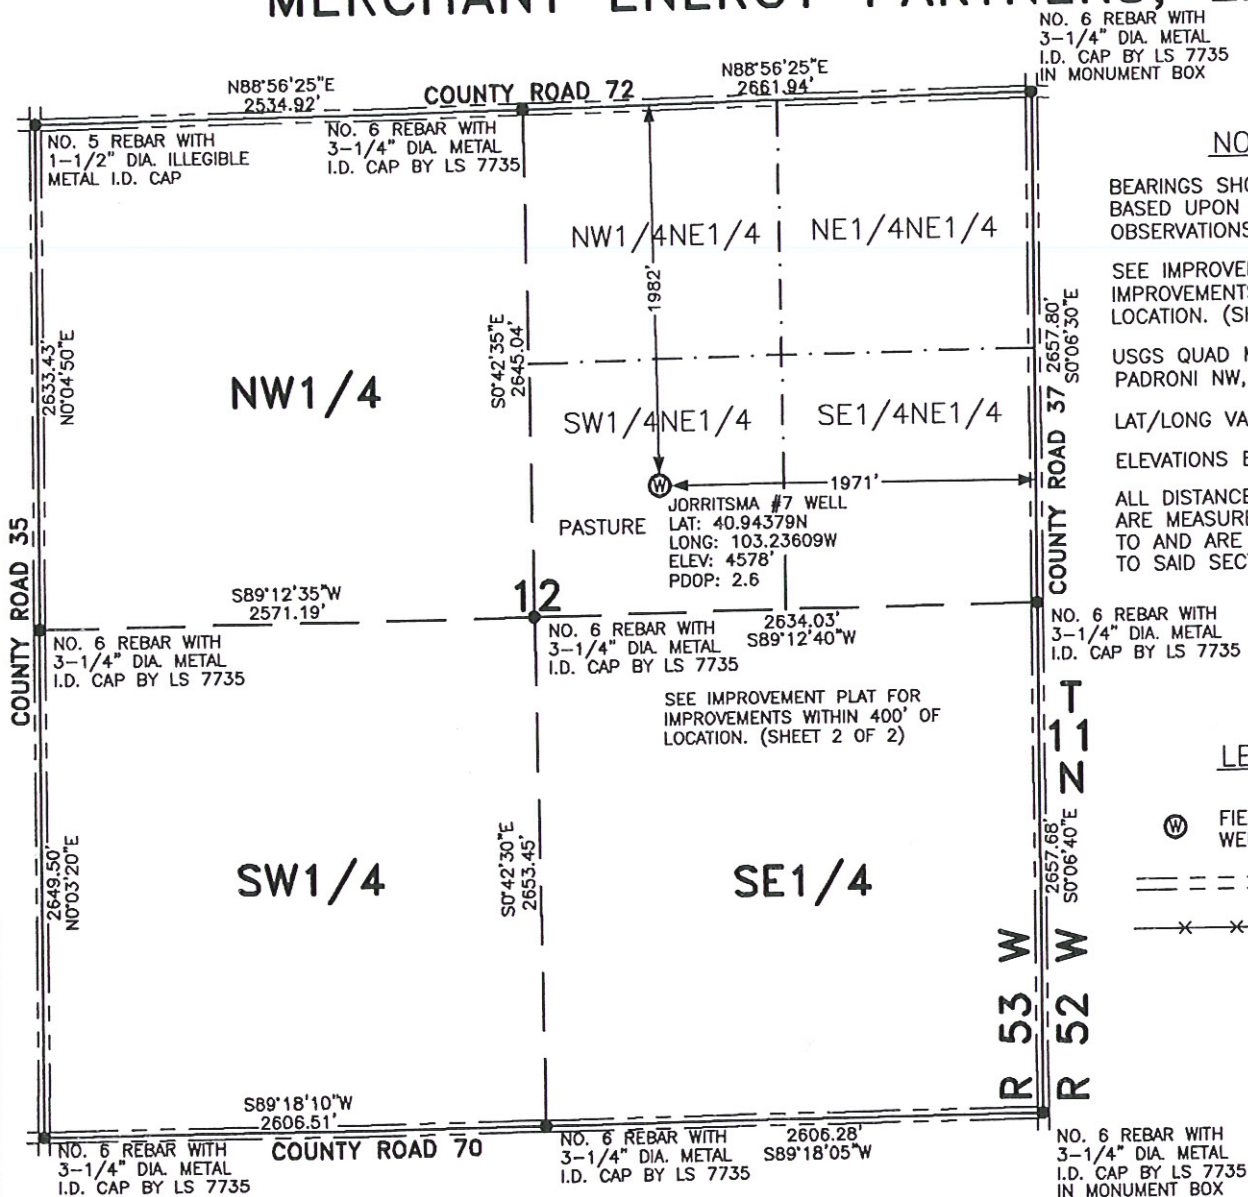 MERCHANT ENERGY PARTNERS,
NO. 6 REBAR WITH
3-1/4" DIA. METAL
I.D. CAP BY LS 7735
IN MONUMENT BOX
N88°56'25"E
2534.92'
COUNTY ROAD 72
N88°56'25"E
2661.94'
NO. 5 REBAR WITH
1-1/2" DIA. ILLEGIBLE
METAL I.D. CAP
NO. 6 REBAR WITH
3-1/4" DIA. METAL
I.D. CAP BY LS 7735
NW1/4NE1/4
NE1/4NE1/4
1982'
BEARINGS SHO
BASED UPON
OBSERVATIONS
SEE IMPROVE
IMPROVEMENTS
LOCATION. (SH
USGS QUAD
PADRONI NW,
LAT/LONG VA
ELEVATIONS B
ALL DISTANCE
ARE MEASURE
TO AND ARE
TO SAID SEC
2633.43'
N0°04'50"E
NW1/4
S0°42'35"E
2645.04'
2657.80'
S0°06'30"E
COUNTY ROAD 37
SW1/4NE1/4
SE1/4NE1/4
W
1971'
PASTURE
JORRITSMA #7 WELL
LAT: 40.94379N
LONG: 103.23609W
ELEV: 4578'
PDOP: 2.6
COUNTY ROAD 35
S89°12'35"W
2571.19'
12
2634.03'
S89°12'40"W
NO. 6 REBAR WITH
3-1/4" DIA. METAL
I.D. CAP BY LS 7735
NO. 6 REBAR WITH
3-1/4" DIA. METAL
I.D. CAP BY LS 7735
NO. 6 REBAR WITH
3-1/4" DIA. METAL
I.D. CAP BY LS 7735
SEE IMPROVEMENT PLAT FOR
IMPROVEMENTS WITHIN 400' OF
LOCATION. (SHEET 2 OF 2)
T
11
N
LE
W
FIE
WE
2649.50'
N0°03'20"E
SW1/4
S0°42'30"E
2653.45'
SE1/4
2657.68'
S0°06'40"E
R 53 W
R 52 W
S89°18'10"W
2606.51'
COUNTY ROAD 70
2606.28'
S89°18'05"W
NO. 6 REBAR WITH
3-1/4" DIA. METAL
I.D. CAP BY LS 7735
NO. 6 REBAR WITH
3-1/4" DIA. METAL
I.D. CAP BY LS 7735
NO. 6 REBAR WITH
3-1/4" DIA. METAL
I.D. CAP BY LS 7735
IN MONUMENT BOX